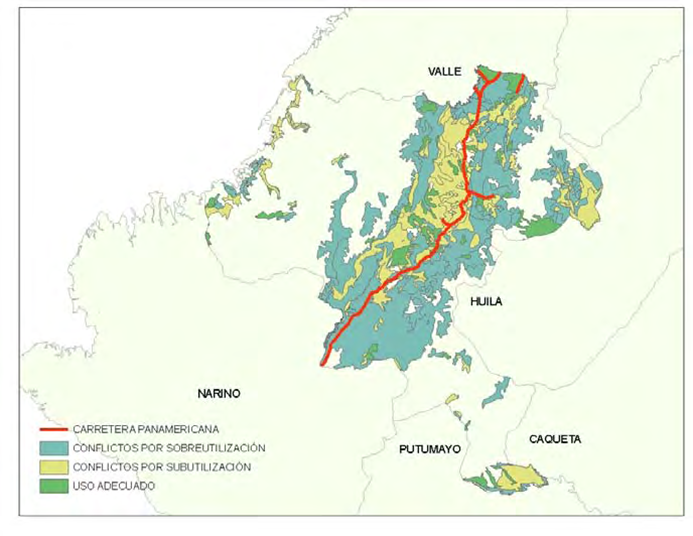 VALLE
HUILA
NARINO
PUTUMAYO
CAQUETA
CARRETERA PANAMERICANA
CONFLICTOS POR SOBREUTILIZACIÓN
CONFLICTOS POR SUBUTILIZACIÓN
USO ADECUADO